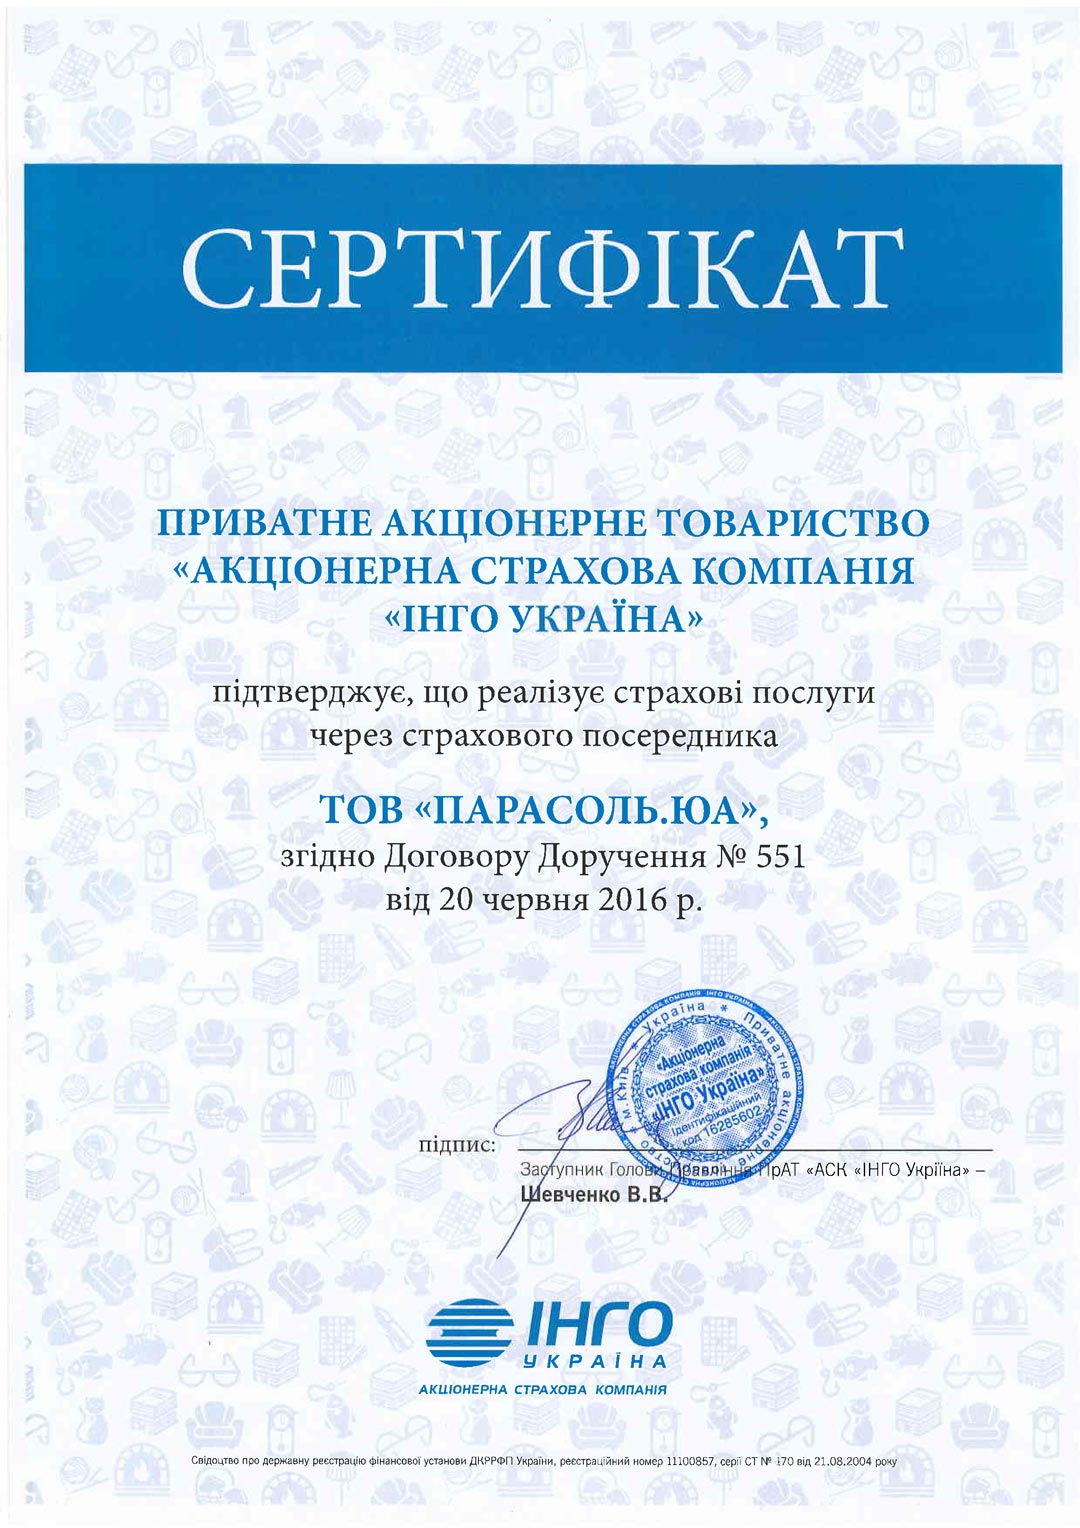 СЕРТИФІКАТ
ПРИВАТНЕ АКЦІОНЕРНЕ ТОВАРИСТВО
«АКЦІОНЕРНА СТРАХОВА КОМПАНІЯ
«ІНГО УКРАЇНА»
підтверджує, що реалізує страхові послуги
через страхового посередника
ТОВ «ПАРАСОЛЬ.ЮА»,
згідно Договору Доручення № 551
від 20 червня 2016 р.
Україна * Приватне акціонерне товариство * м.Київ *
«Акціонерна
страхова компанія
«ІНГО Україна»
Ідентифікаційний
код 16285602
підпис:
Заступник Голови Правління ПрАТ «АСК «ІНГО Укріїна» –
Шевченко В.В.
ІНГО
УКРАЇНА
АКЦІОНЕРНА СТРАХОВА КОМПАНІЯ
Свідоцтво про державну реєстрацію фінансової установи ДКРРФП України, реєстраційний номер 11100857, серії СТ № 170 від 21.08.2004 року